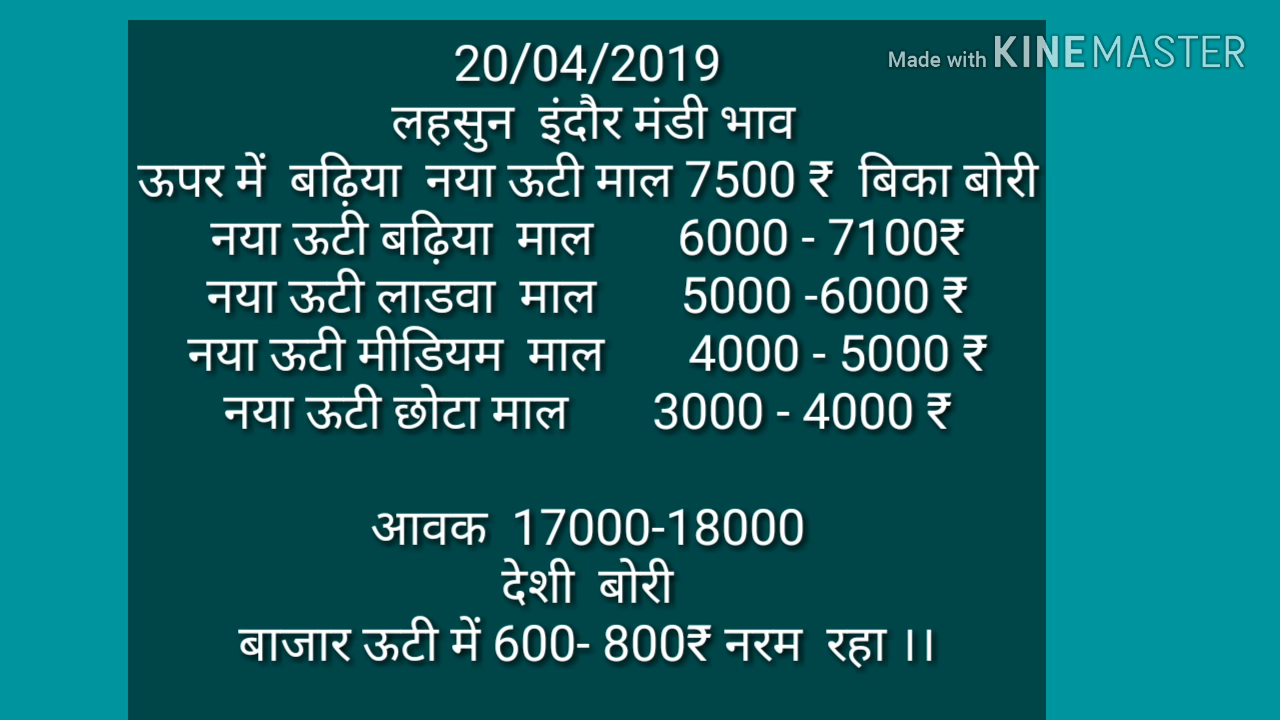 Made with KINEMASTER
20/04/2019
लहसुन इंदौर मंडी भाव
ऊपर में बढ़िया नया ऊटी माल 7500 ₹ बिका बोरी
नया ऊटी बढ़िया माल 6000 - 7100₹
नया ऊटी लाडवा माल 5000 -6000 ₹
नया ऊटी मीडियम माल 4000 - 5000 ₹
नया ऊटी छोटा माल 3000 - 4000 ₹
आवक 17000-18000
देशी बोरी
बाजार ऊटी में 600- 800₹ नरम रहा ।।